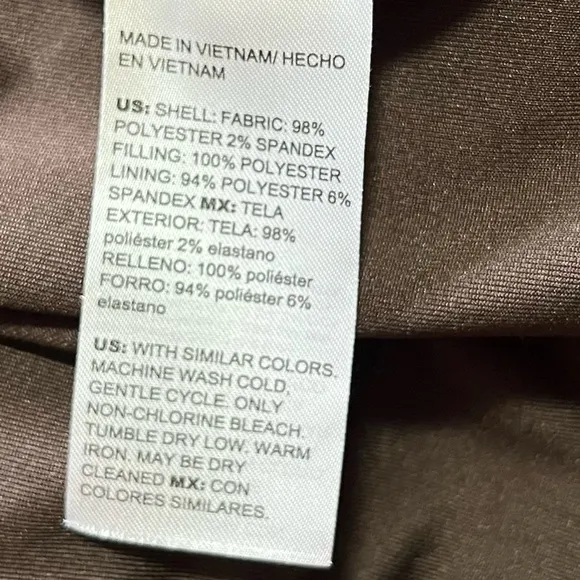 MADE IN VIETNAM/ HECHO
EN VIETNAM
US: SHELL: FABRIC: 98%
POLYESTER 2% SPANDEX
FILLING: 100% POLYESTER
LINING: 94% POLYESTER 6%
SPANDEX MX: TELA
EXTERIOR: TELA: 98%
poliéster 2% elastano
RELLENO: 100% poliéster
FORRO: 94% poliéster 6%
elastano
US: WITH SIMILAR COLORS.
MACHINE WASH COLD,
GENTLE CYCLE. ONLY
NON-CHLORINE BLEACH.
TUMBLE DRY LOW. WARM
IRON. MAY BE DRY
CLEANED MX: CON
COLORES SIMILARES.